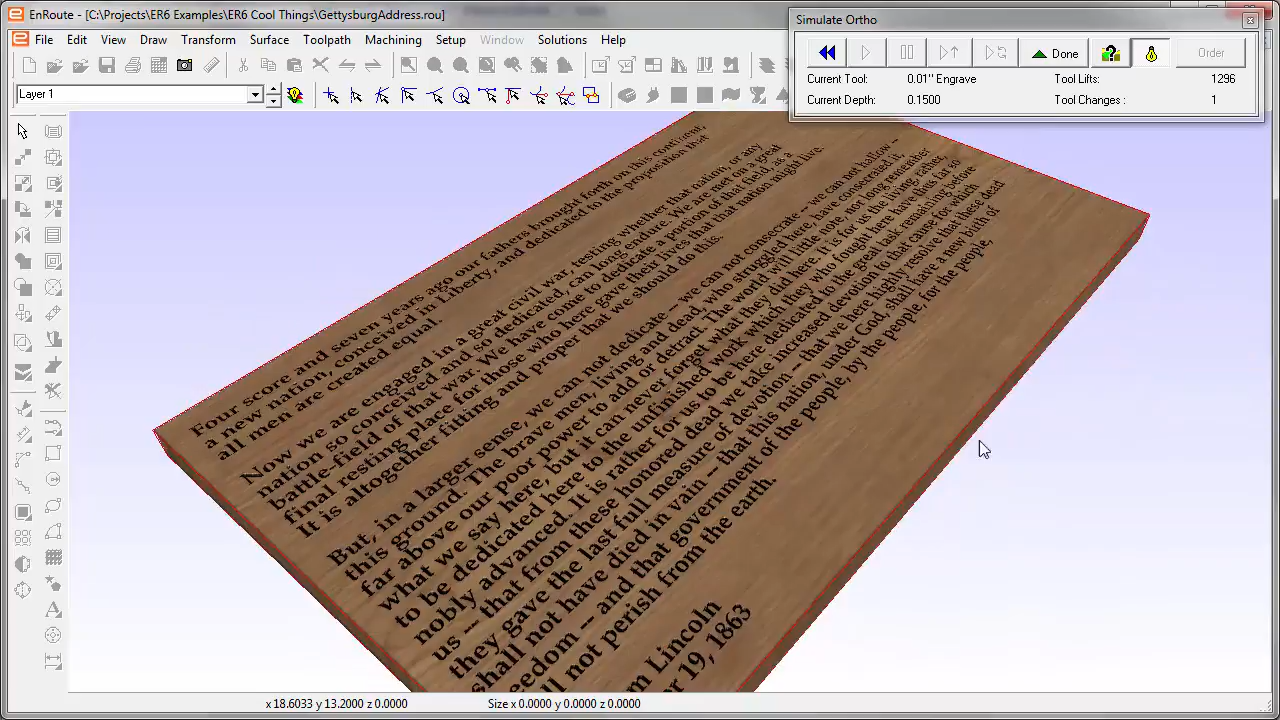 EnRoute - [C:\Projects\ER6 Examples\ER6 Cool Things\GettysburgAddress.rou]
File Edit View Draw Transform Surface Toolpath Machining Setup Window Solutions Help
Simulate Ortho
Done
Order
Current Tool: 0.01" Engrave Tool Lifts: 1296
Current Depth: 0.1500 Tool Changes : 1
Layer 1
Four score and seven years ago our fathers brought forth on this continent,
a new nation, conceived in Liberty, and dedicated to the proposition that
all men are created equal.
Now we are engaged in a great civil war, testing whether that nation, or any
nation so conceived and so dedicated, can long endure. We are met on a great
battle-field of that war. We have come to dedicate a portion of that field, as a
final resting place for those who here gave their lives that that nation might live.
It is altogether fitting and proper that we should do this.
But, in a larger sense, we can not dedicate -- we can not consecrate -- we can not hallow --
this ground. The brave men, living and dead, who struggled here, have consecrated it,
far above our poor power to add or detract. The world will little note, nor long remember
what we say here, but it can never forget what they did here. It is for us the living, rather,
to be dedicated here to the unfinished work which they who fought here have thus far so
nobly advanced. It is rather for us to be here dedicated to the great task remaining before
us -- that from these honored dead we take increased devotion to that cause for which
they gave the last full measure of devotion -- that we here highly resolve that these dead
shall not have died in vain -- that this nation, under God, shall have a new birth of
eedom -- and that government of the people, by the people, for the people,
ll not perish from the earth.
m Lincoln
r 19, 1863
x 18.6033 y 13.2000 z 0.0000 Size x 0.0000 y 0.0000 z 0.0000